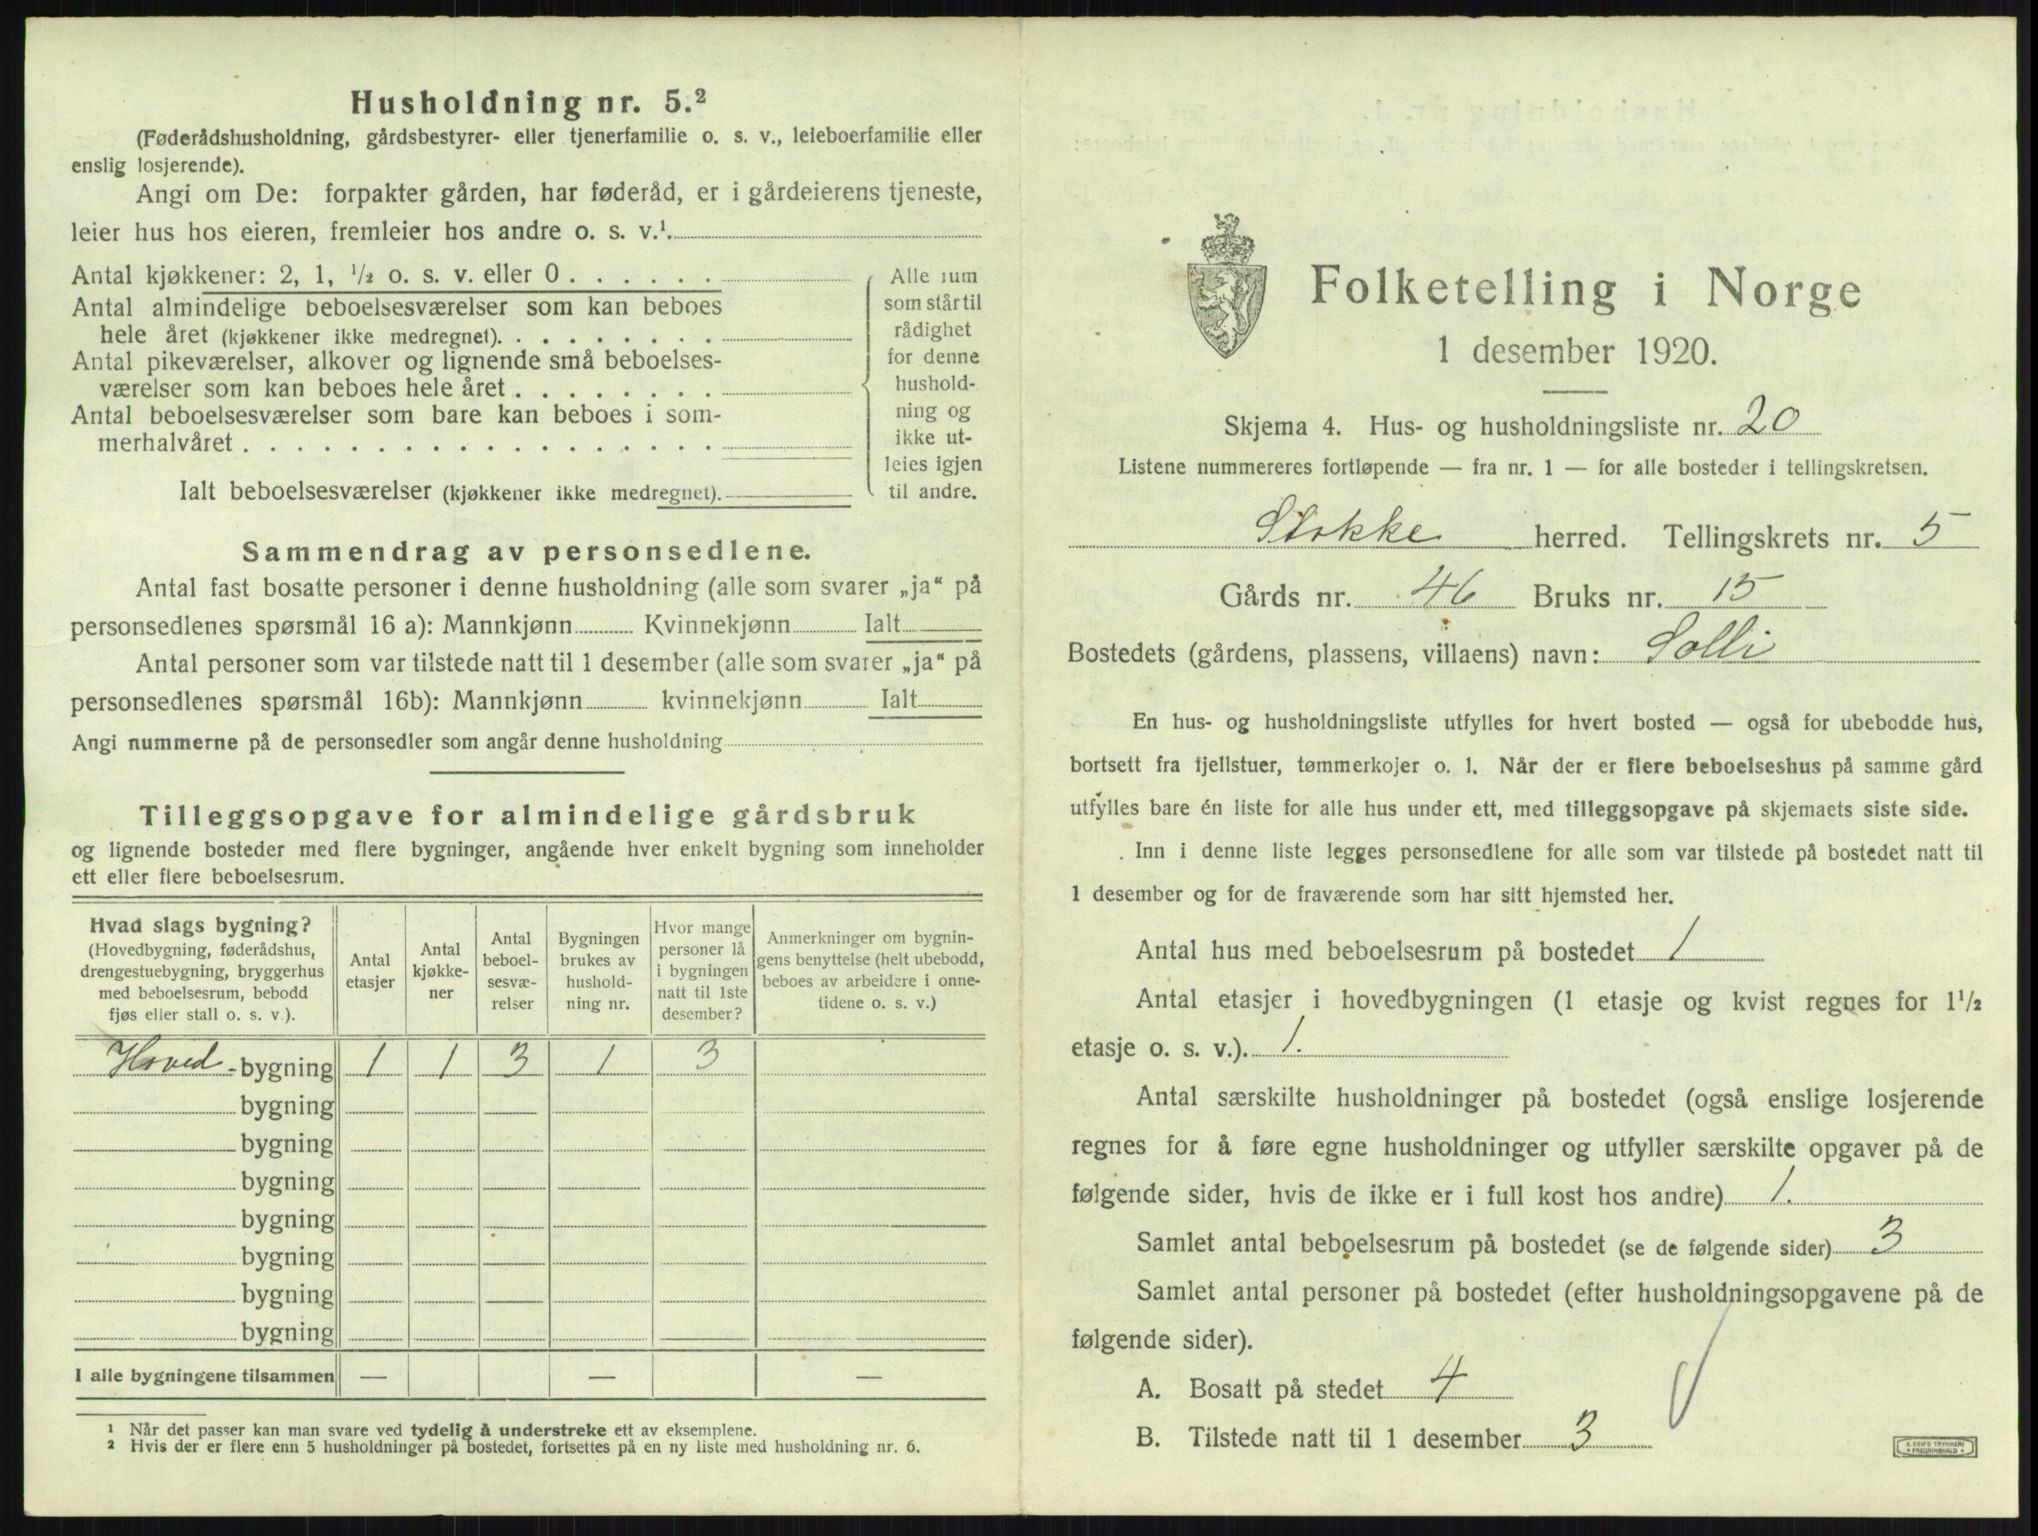 Husholdning nr. 5.²
(Føderådshusholdning, gårdsbestyrer- eller tjenerfamilie o. s. v., leieboerfamilie eller
enslig losjerende).
Angi om De: forpakter gården, har føderåd, er i gårdeierens tjeneste,
leier hus hos eieren, fremleier hos andre o. s. v.¹
Antal kjøkkener: 2, 1, ½ o. s. v. eller 0 . . . . . .
Antal almindelige beboelsesværelser som kan beboes
hele året (kjøkkener ikke medregnet). . . . . . . . .
Antal pikeværelser, alkover og lignende små beboelses-
værelser som kan beboes hele året . . . . . . . .
Antal beboelsesværelser som bare kan beboes i som-
merhalvåret . . . . . . . . . . . . . . . . . .
Ialt beboelsesværelser (kjøkkener ikke medregnet).
Alle rum
som står til
rådighet
for denne
hushold-
ning og
ikke ut-
leies igjen
til andre.
Sammendrag av personsedlene.
Antal fast bosatte personer i denne husholdning (alle som svarer „ja“ på
personsedlenes spørsmål 16 a): Mannkjønn Kvinnekjønn Ialt
Antal personer som var tilstede natt til 1 desember (alle som svarer „ja“ på
personsedlenes spørsmål 16b): Mannkjønn kvinnekjønn Ialt
Angi nummerne på de personsedler som angår denne husholdning
Tilleggsopgave for almindelige gårdsbruk
og lignende bosteder med flere bygninger, angående hver enkelt bygning som inneholder
ett eller flere beboelsesrum.
Hvad slags bygning?
(Hovedbygning, føderådshus,
drengestuebygning, bryggerhus
med beboelsesrum, bebodd
fjøs eller stall o. s. v.).
Antal
etasjer
Antal
kjøkke-
ner
Antal
beboel-
sesvæ-
relser
Bygningen
brukes av
hushold-
ning nr.
Hvor mange
personer lå
i bygningen
natt til 1ste
desember?
Anmerkninger om bygnin-
gens benyttelse (helt ubebodd,
beboes av arbeidere i onne-
tidene o. s. v.)
Hoved-bygning 1 1 3 1 3
bygning
bygning
bygning
bygning
bygning
bygning
bygning
I alle bygningene tilsammen — — —
¹ Når det passer kan man svare ved tydelig å understreke ett av eksemplene.
² Hvis der er flere enn 5 husholdninger på bostedet, fortsettes på en ny liste med husholdning nr. 6.
Folketelling i Norge
1 desember 1920.
Skjema 4. Hus- og husholdningsliste nr. 20
Listene nummereres fortløpende — fra nr. 1 — for alle bosteder i tellingskretsen.
Stokke herred. Tellingskrets nr. 5
Gårds nr. 46 Bruks nr. 15
Bostedets (gårdens, plassens, villaens) navn: Solli
En hus- og husholdningsliste utfylles for hvert bosted — også for ubebodde hus,
bortsett fra fjellstuer, tømmerkojer o. l. Når der er flere beboelseshus på samme gård
utfylles bare én liste for alle hus under ett, med tilleggsopgave på skjemaets siste side.
Inn i denne liste legges personsedlene for alle som var tilstede på bostedet natt til
1 desember og for de fraværende som har sitt hjemsted her.
Antal hus med beboelsesrum på bostedet 1
Antal etasjer i hovedbygningen (1 etasje og kvist regnes for 1½
etasje o. s. v.). 1.
Antal særskilte husholdninger på bostedet (også enslige losjerende
regnes for å føre egne husholdninger og utfyller særskilte opgaver på de
følgende sider, hvis de ikke er i full kost hos andre) 1.
Samlet antal beboelsesrum på bostedet (se de følgende sider) 3
Samlet antal personer på bostedet (efter husholdningsopgavene på de
følgende sider).
A. Bosatt på stedet 4
B. Tilstede natt til 1 desember 3
E. SEM'S TRYKKERI
FREDRIKSHALD